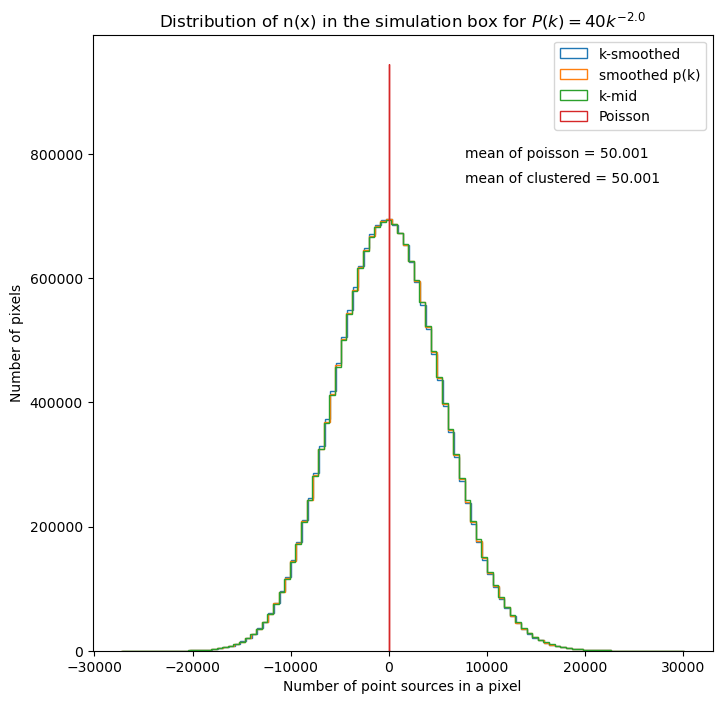 Distribution of n(x) in the simulation box for $P(k) = 40k^{-2.0}$
k-smoothed
smoothed p(k)
k-mid
Poisson
mean of poisson = 50.001
mean of clustered = 50.001
Number of pixels
800000
600000
400000
200000
0
−30000 −20000 −10000 0 10000 20000 30000
Number of point sources in a pixel